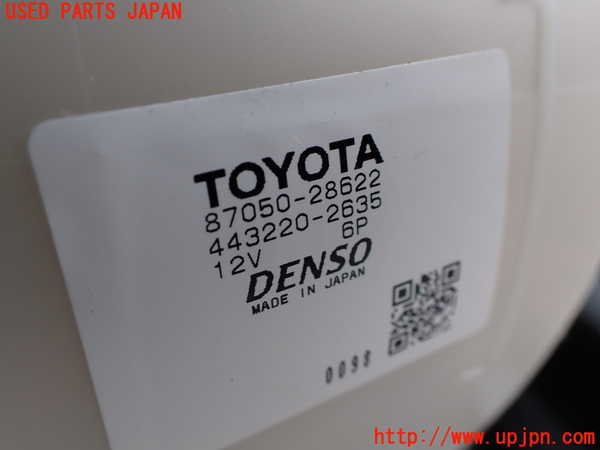 USED PARTS JAPAN
TOYOTA
87050-28622
443220-2635
12V 6P
DENSO
MADE IN JAPAN
0098
http://www.upjpn.com/